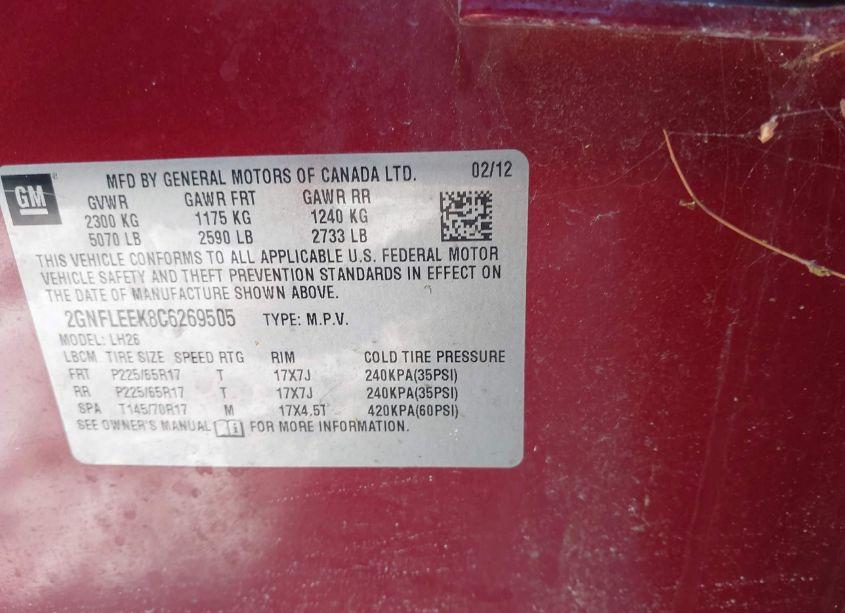 GM
MFD BY GENERAL MOTORS OF CANADA LTD. 02/12
GVWR GAWR FRT GAWR RR
2300 KG 1175 KG 1240 KG
5070 LB 2590 LB 2733 LB
THIS VEHICLE CONFORMS TO ALL APPLICABLE U.S. FEDERAL MOTOR
VEHICLE SAFETY AND THEFT PREVENTION STANDARDS IN EFFECT ON
THE DATE OF MANUFACTURE SHOWN ABOVE.
2GNFLEEK8C6269505 TYPE: M.P.V.
MODEL: LH26
LBCM TIRE SIZE SPEED RTG RIM COLD TIRE PRESSURE
FRT P225/65R17 T 17X7J 240KPA(35PSI)
RR P225/65R17 T 17X7J 240KPA(35PSI)
SPA T145/70R17 M 17X4.5T 420KPA(60PSI)
SEE OWNER'S MANUAL i FOR MORE INFORMATION.